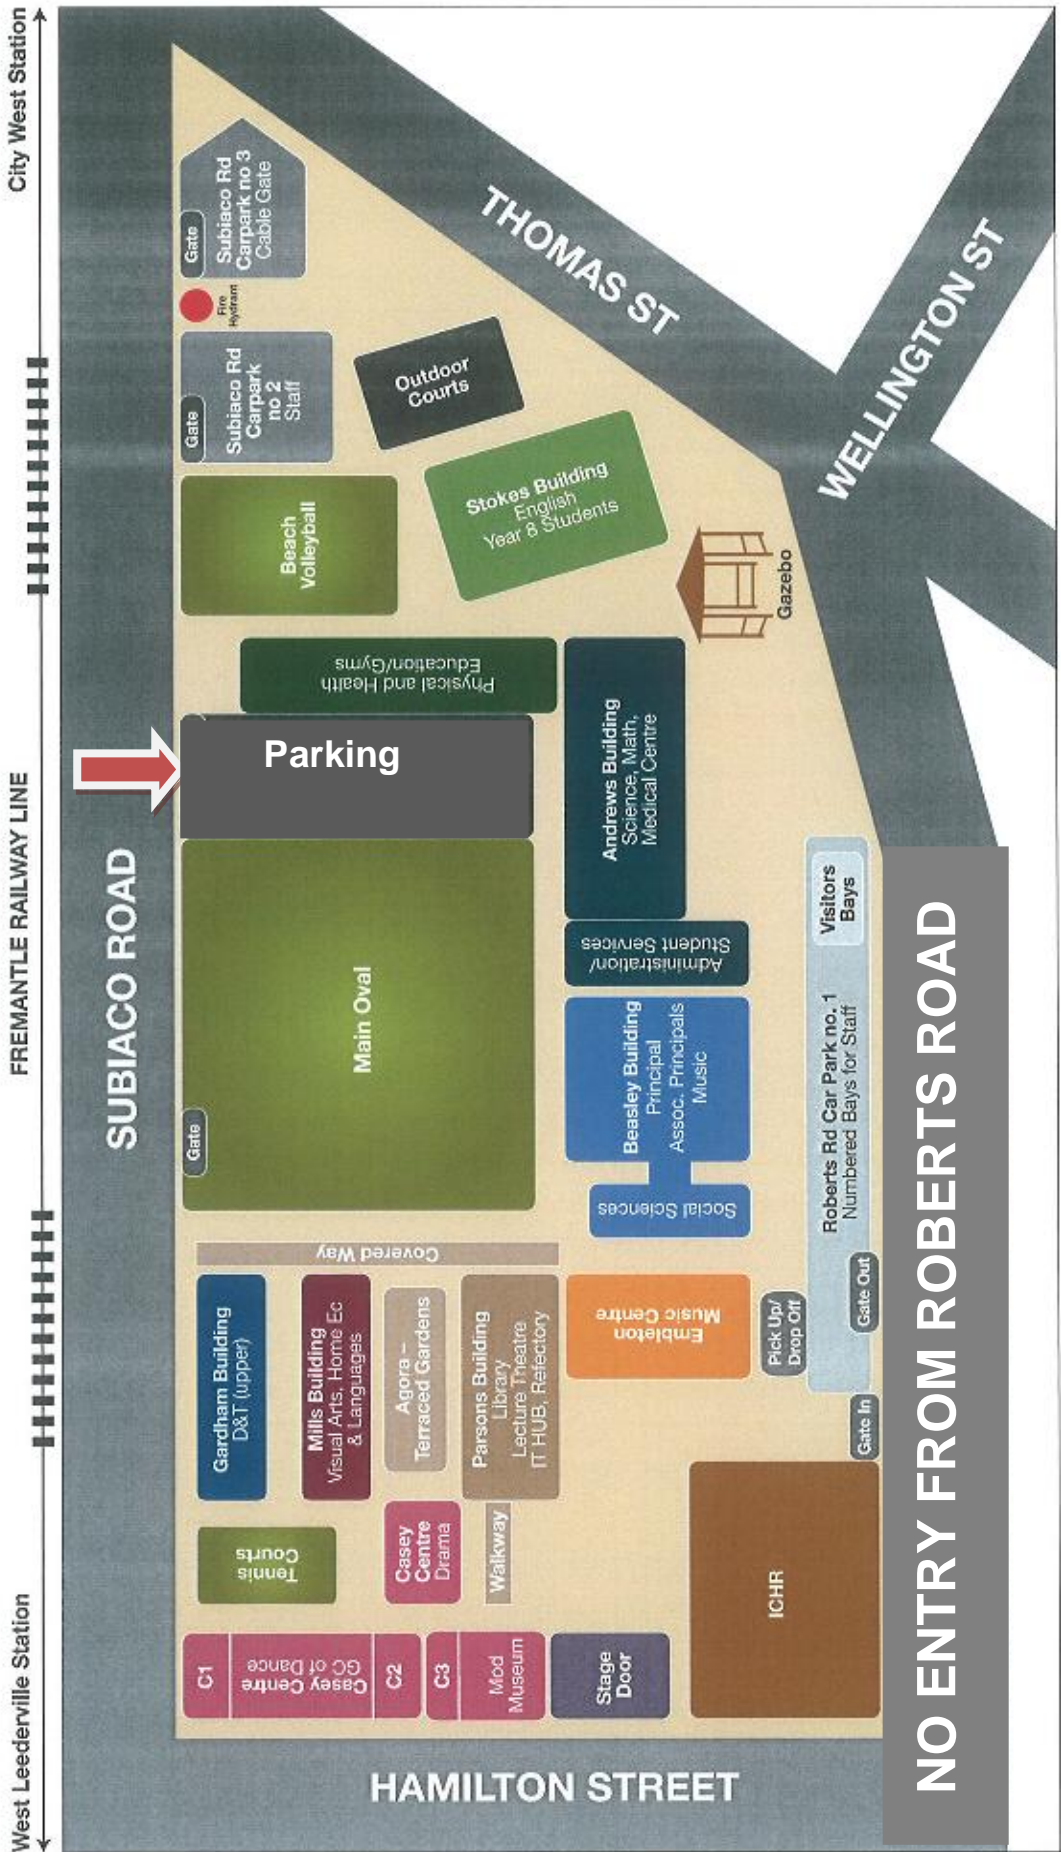 West Leederville Station
FREMANTLE RAILWAY LINE
City West Station
SUBIACO ROAD
HAMILTON STREET
THOMAS ST
WELLINGTON ST
NO ENTRY FROM ROBERTS ROAD
C1
Casey Centre
GC of Dance
C2
C3
Mod
Museum
Stage
Door
Tennis
Courts
Casey
Centre
Drama
Walkway
ICHR
Gardham Building
D&T (upper)
Mills Building
Visual Arts, Home Ec
& Languages
Agora –
Terraced Gardens
Parsons Building
Library
Lecture Theatre
IT HUB, Refectory
Covered Way
Embleton
Music Centre
Pick Up/
Drop Off
Gate In
Gate Out
Roberts Rd Car Park no. 1
Numbered Bays for Staff
Visitors
Bays
Gate
Main Oval
Social Sciences
Beasley Building
Principal
Assoc. Principals
Music
Administration/
Student Services
Andrews Building
Science, Math,
Medical Centre
Parking
Physical and Health
Education/Gyms
Gazebo
Beach
Volleyball
Stokes Building
English
Year 8 Students
Outdoor
Courts
Gate
Subiaco Rd
Carpark
no 2
Staff
Fire
Hydrant
Gate
Subiaco Rd
Carpark no 3
Cable Gate